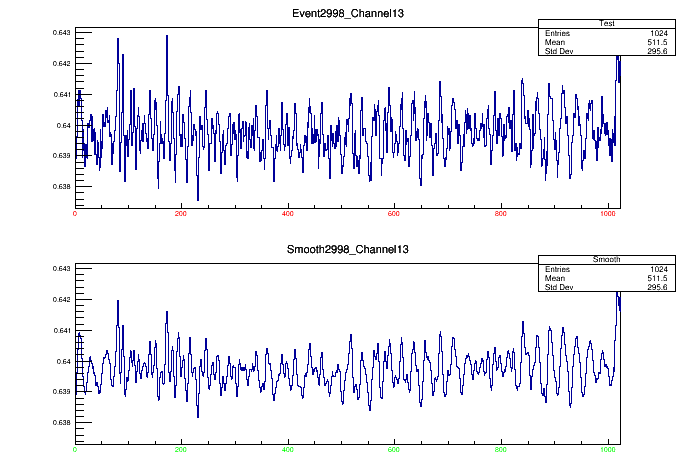 Event2998_Channel13
Test
Entries 1024
Mean 511.5
Std Dev 295.6
0.643
0.642
0.641
0.64
0.639
0.638
0 200 400 600 800 1000
Smooth2998_Channel13
Smooth
Entries 1024
Mean 511.5
Std Dev 295.6
0.643
0.642
0.641
0.64
0.639
0.638
0 200 400 600 800 1000